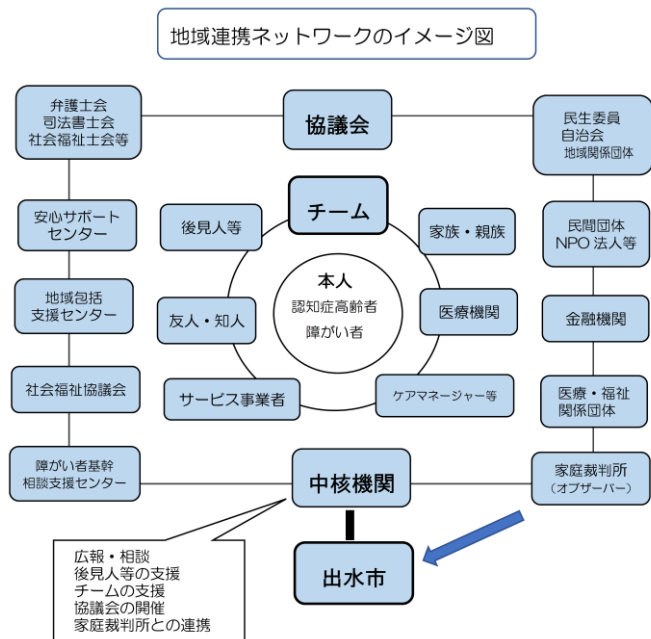 地域連携ネットワークのイメージ図
弁護士会
司法書士会
社会福祉士会等
協議会
民生委員
自治会
地域関係団体
チーム
安心サポート
センター
後見人等
家族・親族
民間団体
NPO 法人等
本人
認知症高齢者
障がい者
地域包括
支援センター
友人・知人
医療機関
金融機関
社会福祉協議会
サービス事業者
ケアマネージャー等
医療・福祉
関係団体
障がい者基幹
相談支援センター
中核機関
家庭裁判所
（オブザーバー）
広報・相談
後見人等の支援
チームの支援
協議会の開催
家庭裁判所との連携
出水市